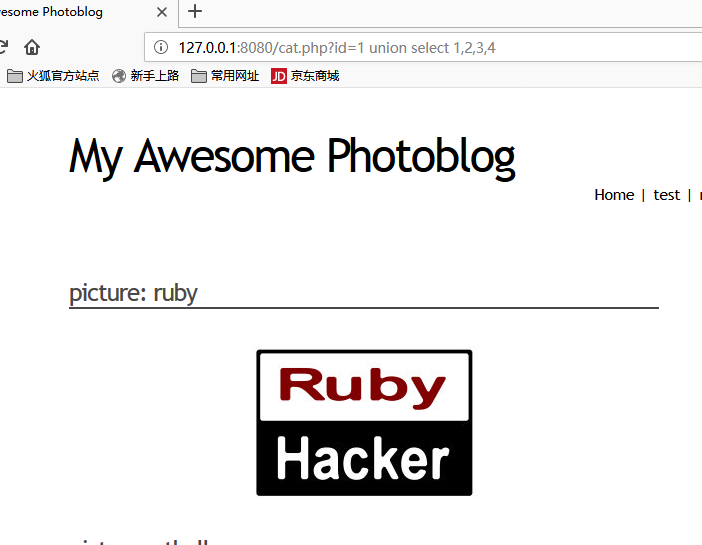 esome Photoblog
127.0.0.1:8080/cat.php?id=1 union select 1,2,3,4
火狐官方站点 新手上路 常用网址 JD 京东商城
My Awesome Photoblog
Home | test |
picture: ruby
Ruby
Hacker